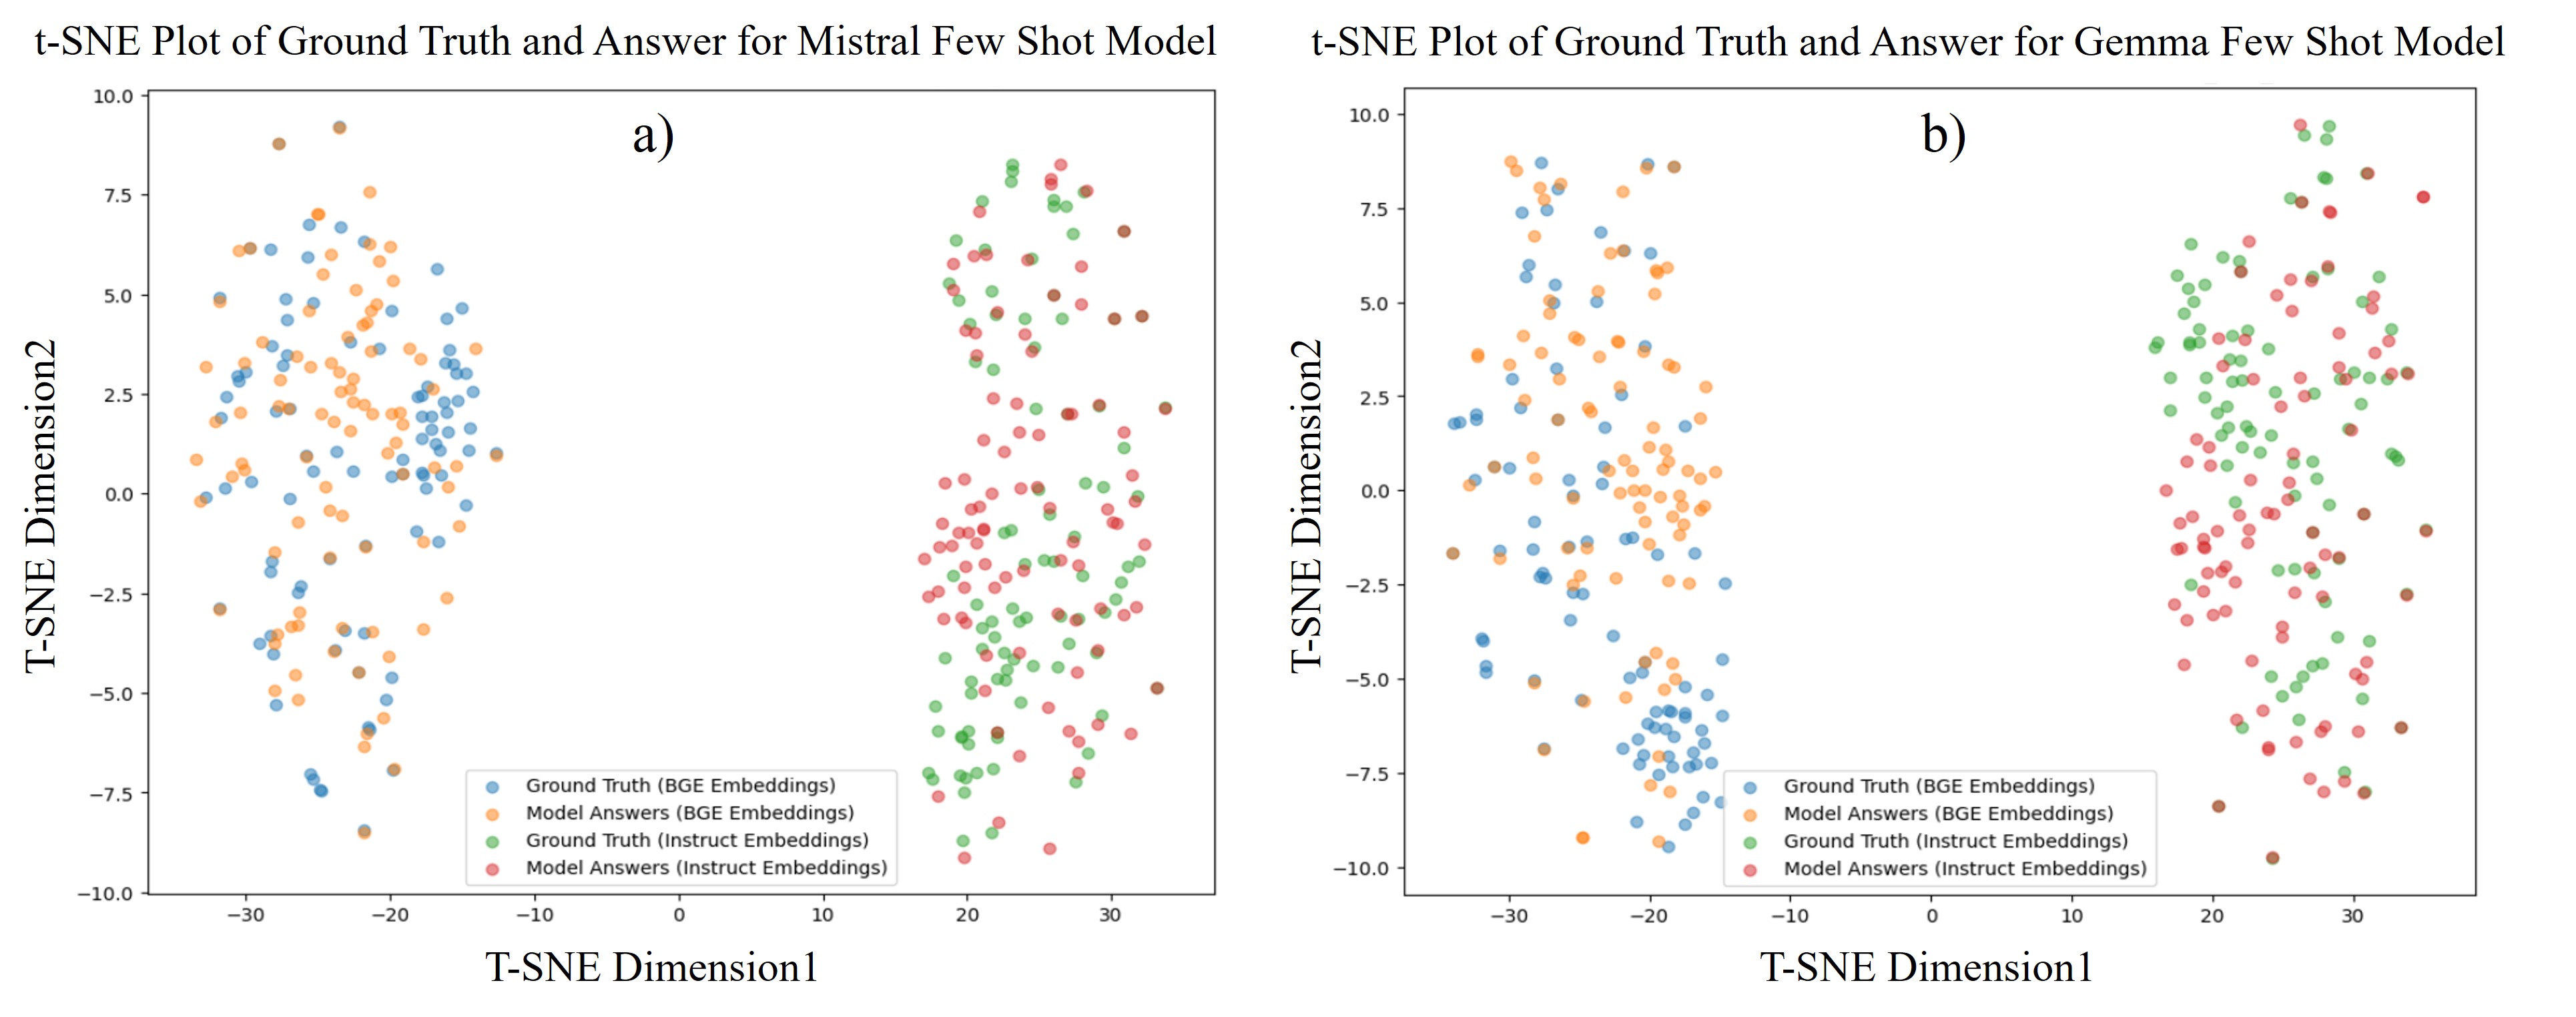 t-SNE Plot of Ground Truth and Answer for Mistral Few Shot Model
a)
10.0
7.5
5.0
2.5
0.0
−2.5
−5.0
−7.5
−10.0
T-SNE Dimension2
−30
−20
−10
0
10
20
30
T-SNE Dimension1
Ground Truth (BGE Embeddings)
Model Answers (BGE Embeddings)
Ground Truth (Instruct Embeddings)
Model Answers (Instruct Embeddings)
t-SNE Plot of Ground Truth and Answer for Gemma Few Shot Model
b)
10.0
7.5
5.0
2.5
0.0
−2.5
−5.0
−7.5
−10.0
T-SNE Dimension2
−30
−20
−10
0
10
20
30
T-SNE Dimension1
Ground Truth (BGE Embeddings)
Model Answers (BGE Embeddings)
Ground Truth (Instruct Embeddings)
Model Answers (Instruct Embeddings)